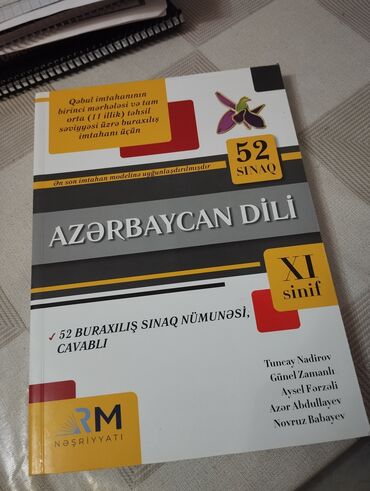 Qəbul imtahanının
birinci mərhələsi və tam
orta (11 illik) təhsil
səviyyəsi üzrə buraxılış
imtahanı üçün
Ən son imtahan modelinə uyğunlaşdırılmışdır
52
SINAQ
AZƏRBAYCAN DİLİ
XI
sinif
✓ 52 BURAXILIŞ SINAQ NÜMUNƏSİ,
CAVABLI
Tuncay Nadirov
Günel Zamanlı
Aysel Fərzəli
Azər Abdullayev
Novruz Babayev
RM
NƏŞRİYYATI